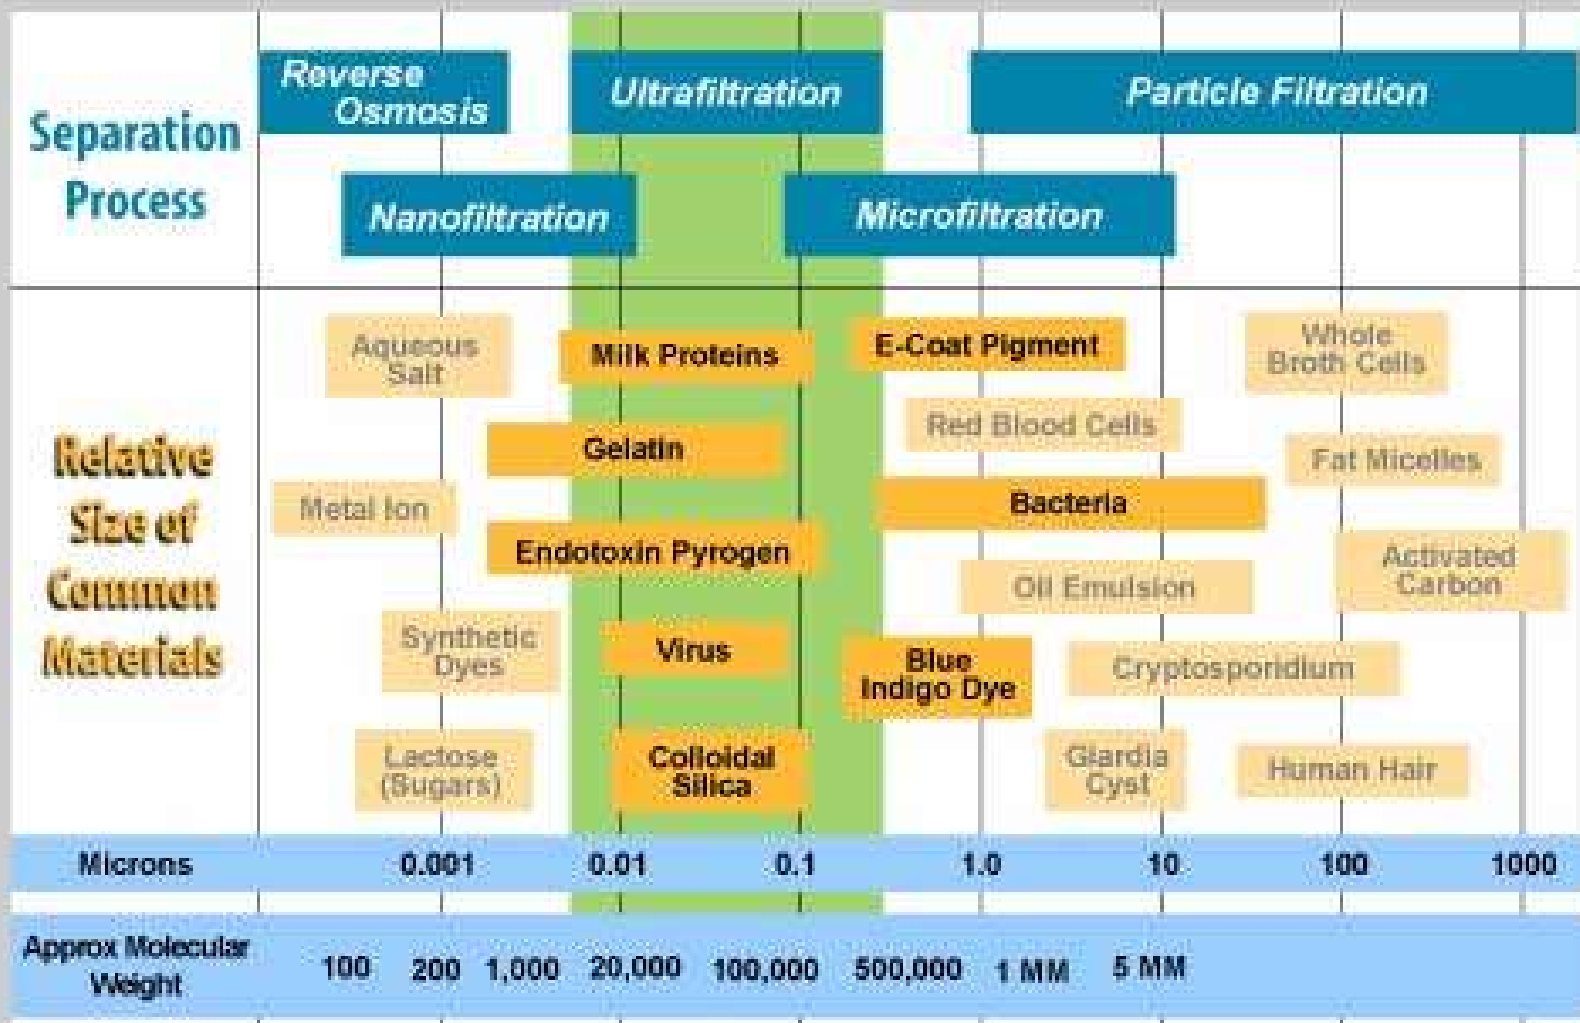 Separation
Process
Reverse
Osmosis
Ultrafiltration
Particle Filtration
Nanofiltration
Microfiltration
Relative
Size of
Common
Materials
Aqueous
Salt
Milk Proteins
E-Coat Pigment
Whole
Broth Cells
Red Blood Cells
Gelatin
Fat Micelles
Metal Ion
Bacteria
Endotoxin Pyrogen
Activated
Carbon
Oil Emulsion
Synthetic
Dyes
Virus
Blue
Indigo Dye
Cryptosporidium
Lactose
(Sugars)
Colloidal
Silica
Giardia
Cyst
Human Hair
Microns 0.001 0.01 0.1 1.0 10 100 1000
Approx Molecular
Weight
100 200 1,000 20,000 100,000 500,000 1 MM 5 MM